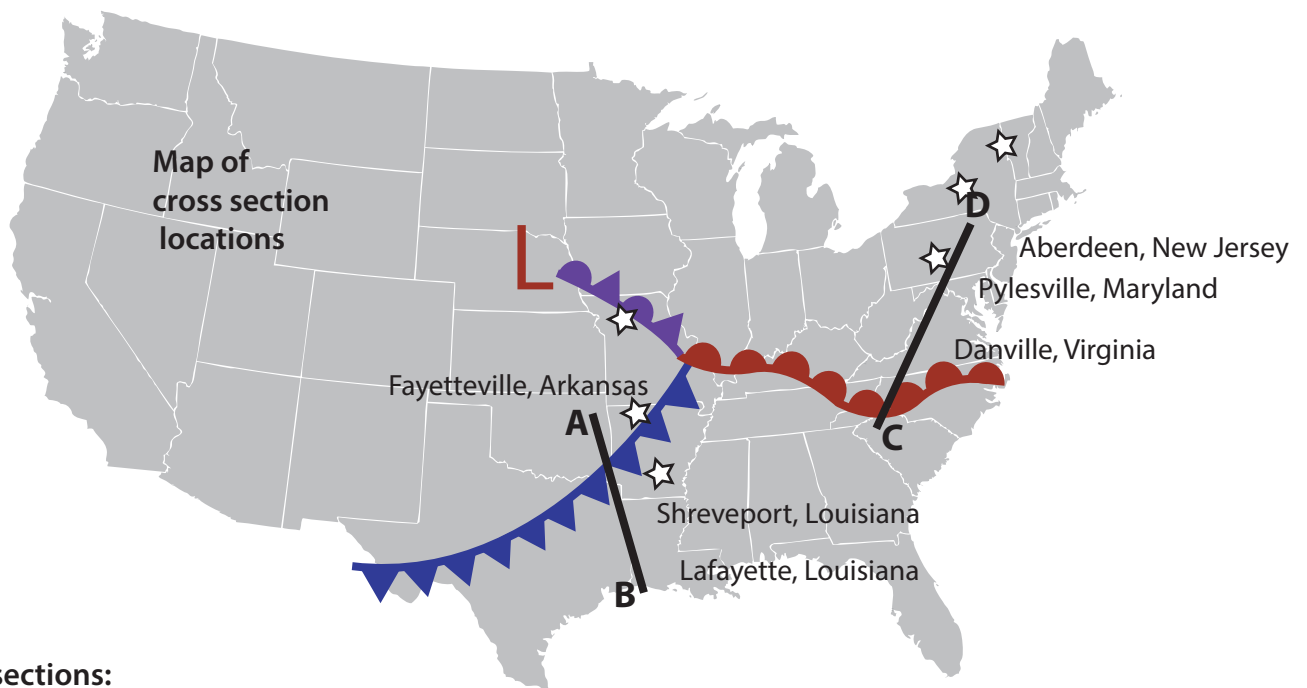 Map of
cross section
locations
L
D
Aberdeen, New Jersey
Pylesville, Maryland
Danville, Virginia
Fayetteville, Arkansas
A
C
Shreveport, Louisiana
Lafayette, Louisiana
B
sections: